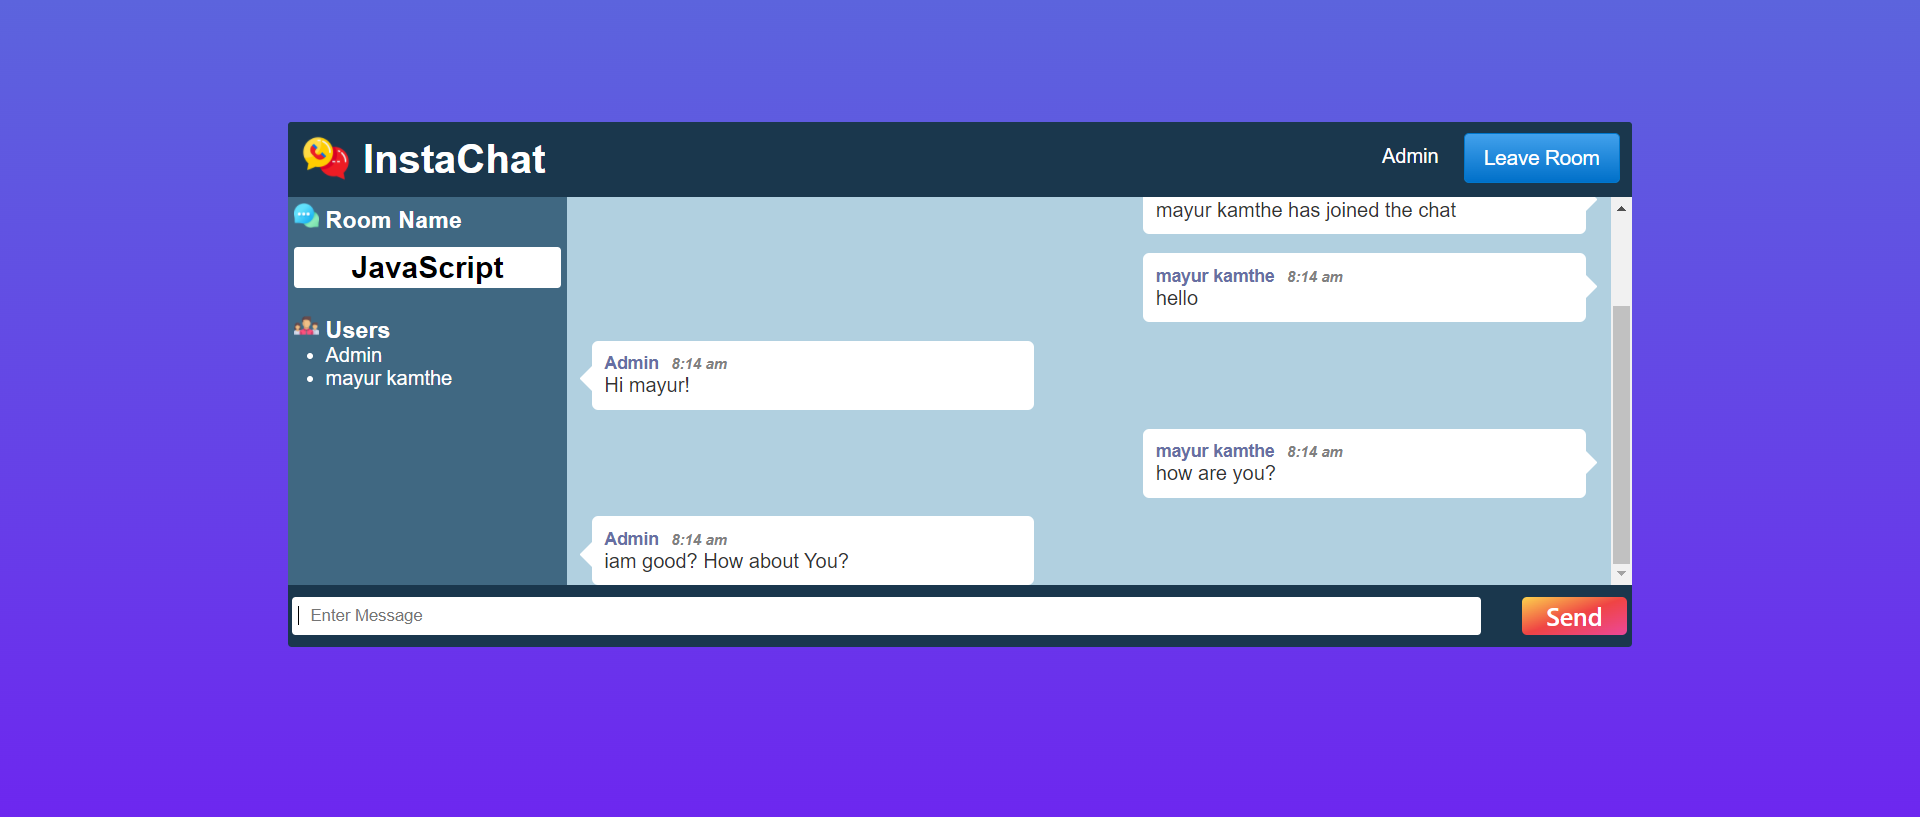 InstaChat
Admin
Leave Room
Room Name
JavaScript
Users
Admin
mayur kamthe
mayur kamthe has joined the chat
mayur kamthe 8:14 am
hello
Admin 8:14 am
Hi mayur!
mayur kamthe 8:14 am
how are you?
Admin 8:14 am
iam good? How about You?
Enter Message
Send